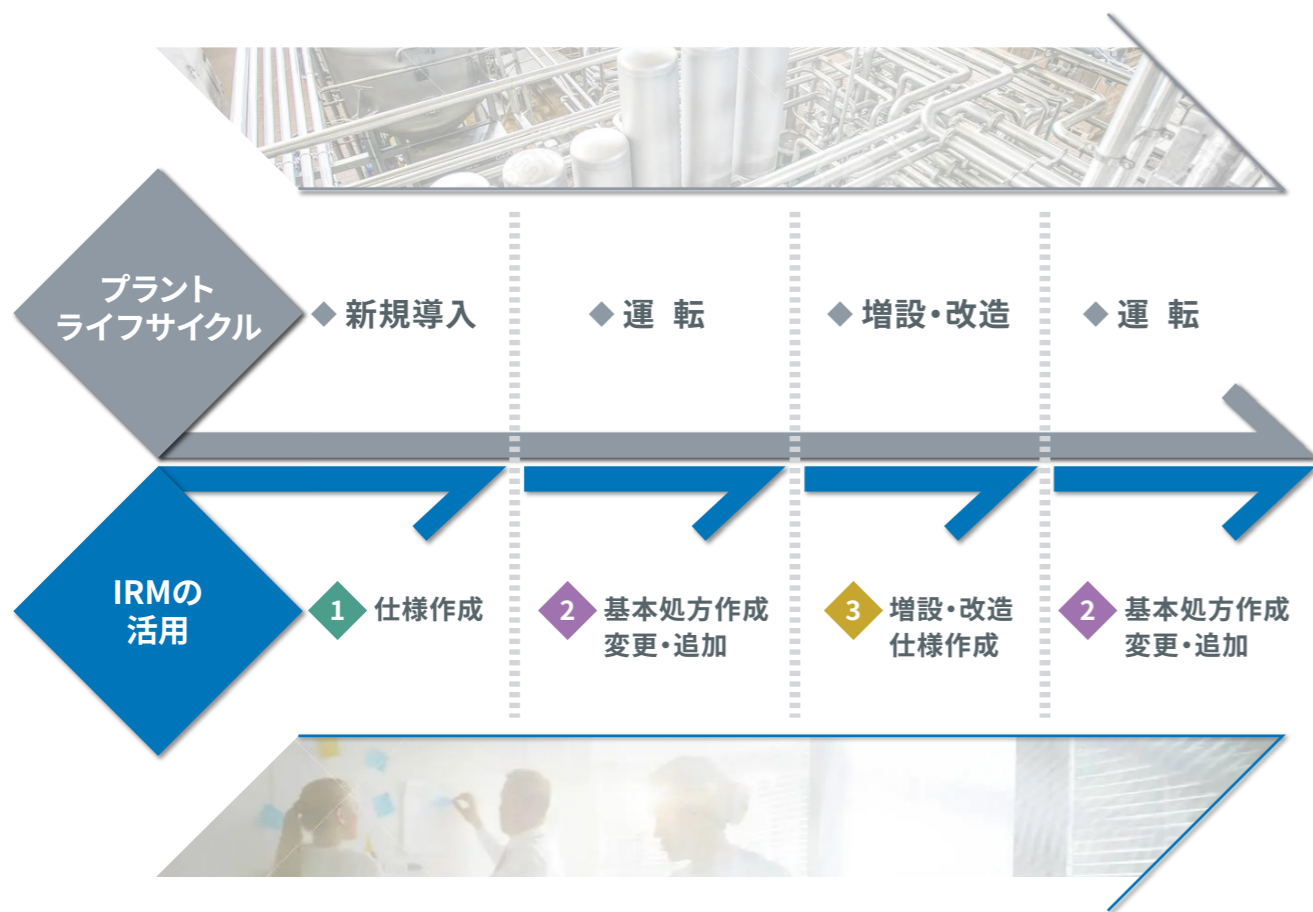 プラント
ライフサイクル
◆新規導入
◆運 転
◆増設・改造
◆運 転
IRMの
活用
1 仕様作成
2 基本処方作成
変更・追加
3 増設・改造
仕様作成
2 基本処方作成
変更・追加